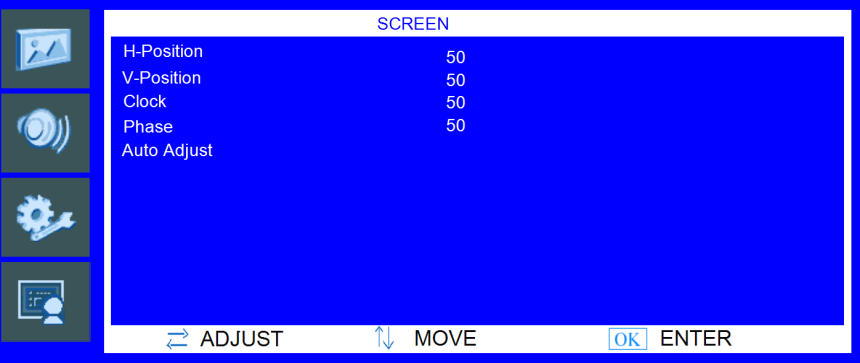 SCREEN
H-Position 50
V-Position 50
Clock 50
Phase 50
Auto Adjust
ADJUST MOVE OK ENTER